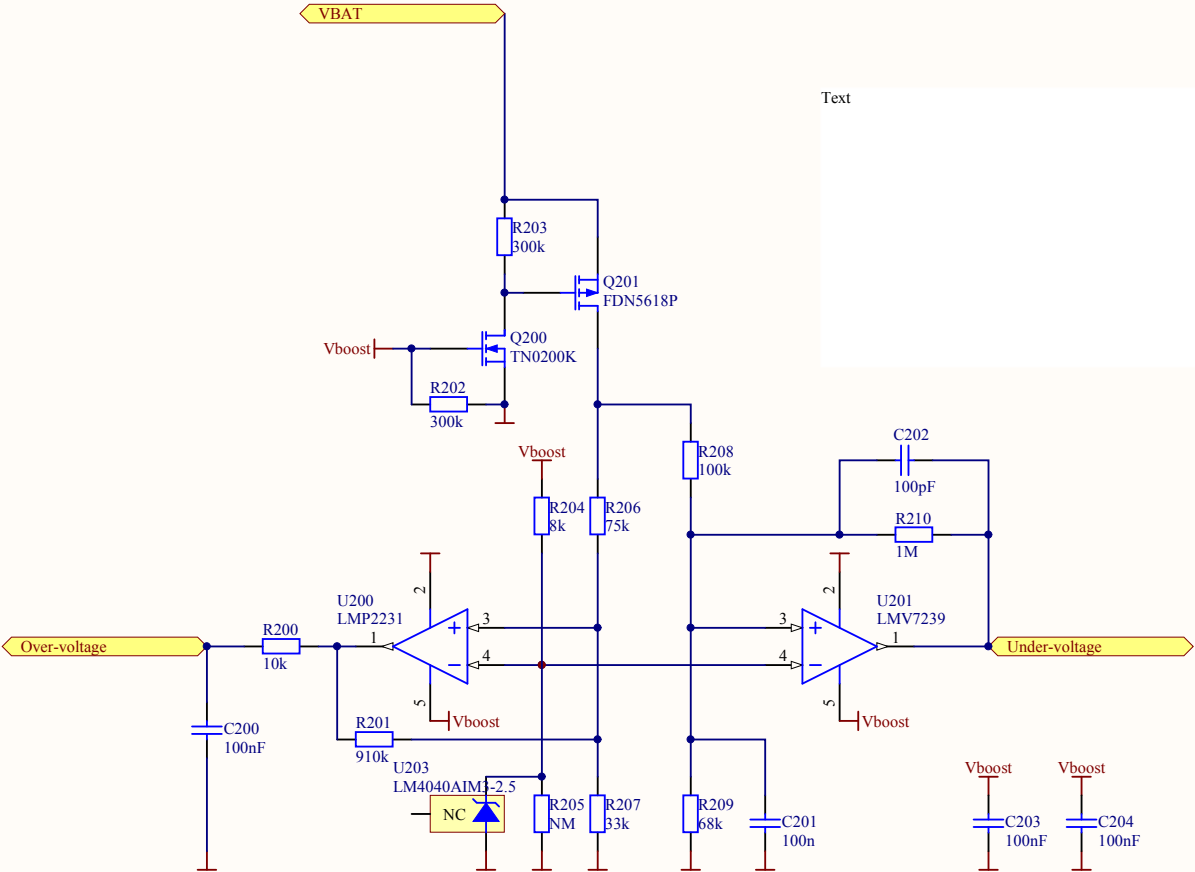 VBAT
Text
R203
300k
Q201
FDN5618P
Q200
TN0200K
Vboost
R202
300k
Vboost
R208
100k
C202
100pF
R204
8k
R206
75k
R210
1M
2
U200
LMP2231
3
1
4
5
Vboost
2
U201
LMV7239
3
1
4
5
Vboost
Over-voltage
R200
10k
Under-voltage
C200
100nF
R201
910k
U203
LM4040AIM3-2.5
NC
R205
NM
R207
33k
R209
68k
C201
100n
Vboost
C203
100nF
Vboost
C204
100nF